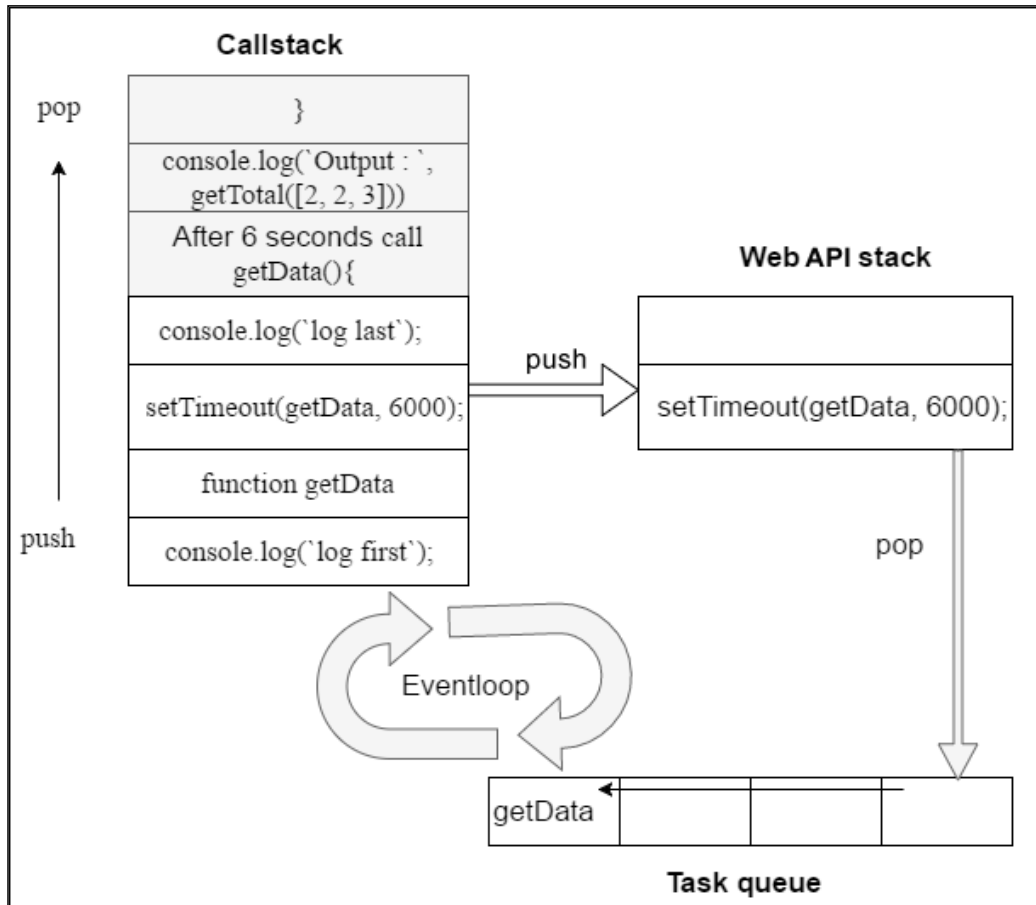 Callstack
pop
}
console.log(`Output : `,
getTotal([2, 2, 3]))
After 6 seconds call
getData(){
console.log(`log last`);
setTimeout(getData, 6000);
function getData
console.log(`log first`);
push
push
Web API stack
setTimeout(getData, 6000);
pop
Eventloop
getData
Task queue